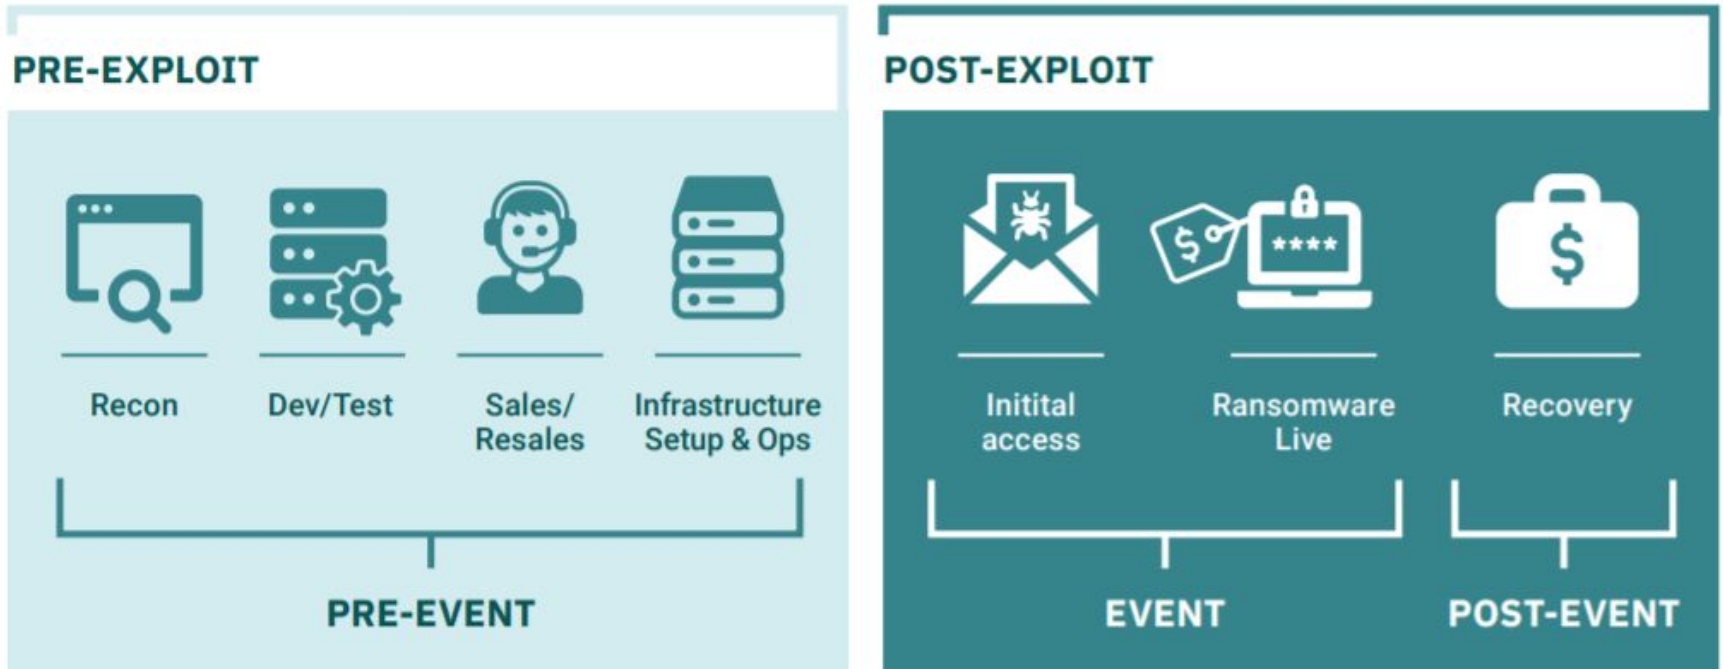 PRE-EXPLOIT
POST-EXPLOIT
$
****
$
Recon
Dev/Test
Sales/
Resales
Infrastructure
Setup & Ops
Initital
access
Ransomware
Live
Recovery
PRE-EVENT
EVENT
POST-EVENT